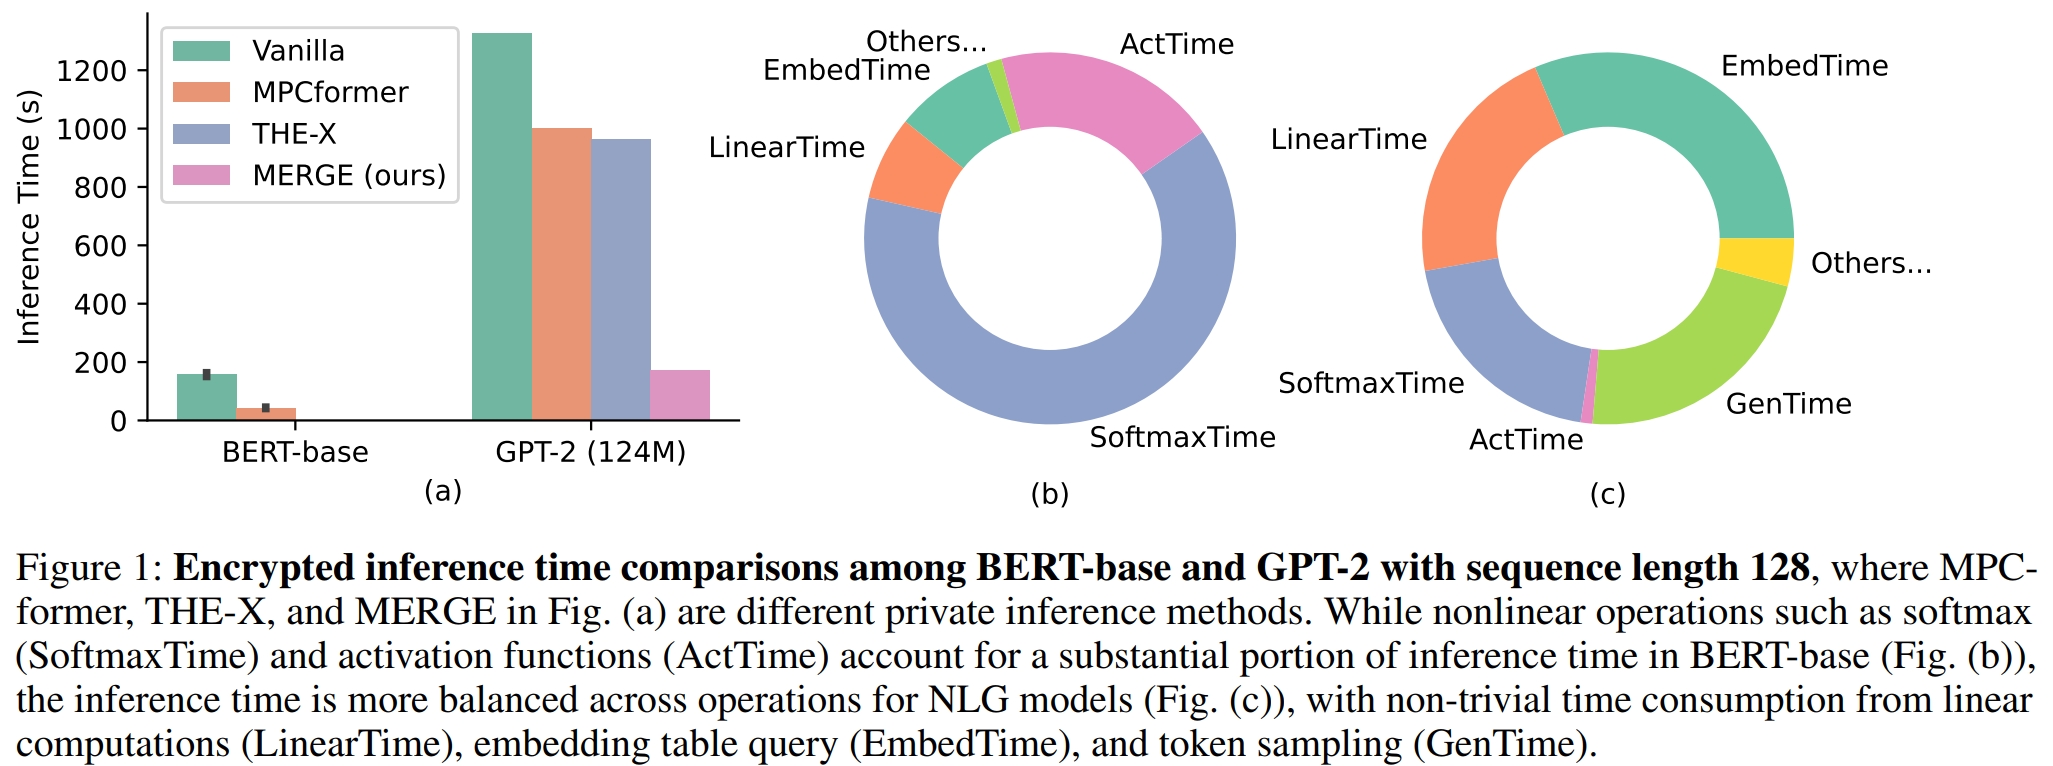 Inference Time (s)
1200
1000
800
600
400
200
0
Vanilla
MPCformer
THE-X
MERGE (ours)
BERT-base
GPT-2 (124M)
(a)
Others...
ActTime
EmbedTime
LinearTime
SoftmaxTime
(b)
EmbedTime
LinearTime
Others...
SoftmaxTime
GenTime
ActTime
(c)
Figure 1: Encrypted inference time comparisons among BERT-base and GPT-2 with sequence length 128, where MPC-
former, THE-X, and MERGE in Fig. (a) are different private inference methods. While nonlinear operations such as softmax
(SoftmaxTime) and activation functions (ActTime) account for a substantial portion of inference time in BERT-base (Fig. (b)),
the inference time is more balanced across operations for NLG models (Fig. (c)), with non-trivial time consumption from linear
computations (LinearTime), embedding table query (EmbedTime), and token sampling (GenTime).